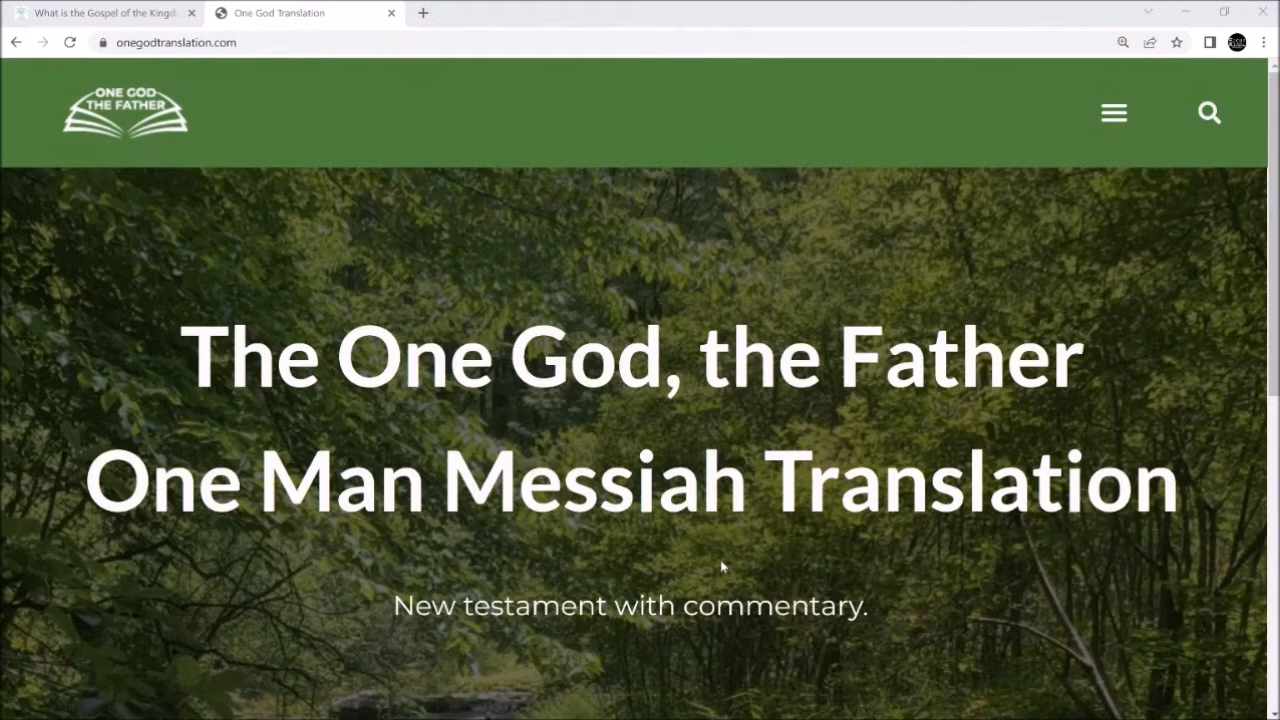 What is the Gospel of the Kingd
One God Translation
onegodtranslation.com
ONE GOD
THE FATHER
The One God, the Father
One Man Messiah Translation
New testament with commentary.